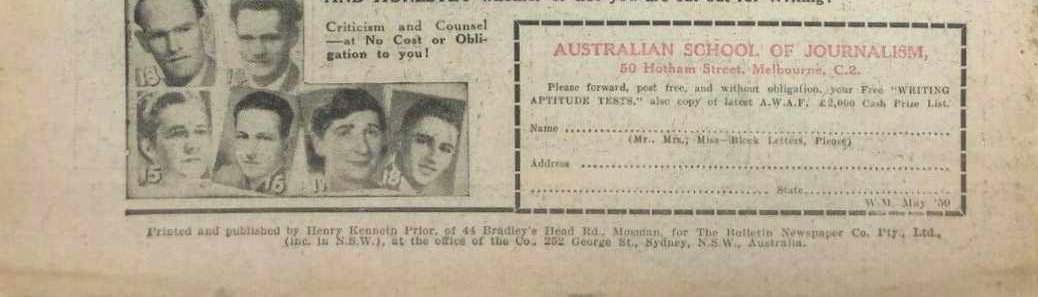 Criticism and Counsel
—at No Cost or Obli-
gation to you!
13
15
16
18
AUSTRALIAN SCHOOL OF JOURNALISM,
50 Hotham Street, Melbourne, C.2.
Please forward, post free, and without obligation, your Free "WRITING
APTITUDE TESTS," also copy of latest A.W.A.F. £2,000 Cash Prize List.
Name
(Mr., Mrs., Miss—Block Letters, Please)
Address
State
W.M. May '50
Printed and published by Henry Kenneth Prior, of 44 Bradley's Head Rd., Mosman, for The Bulletin Newspaper Co. Pty., Ltd.,
(inc. in N.S.W.), at the office of the Co., 252 George St., Sydney, N.S.W., Australia.